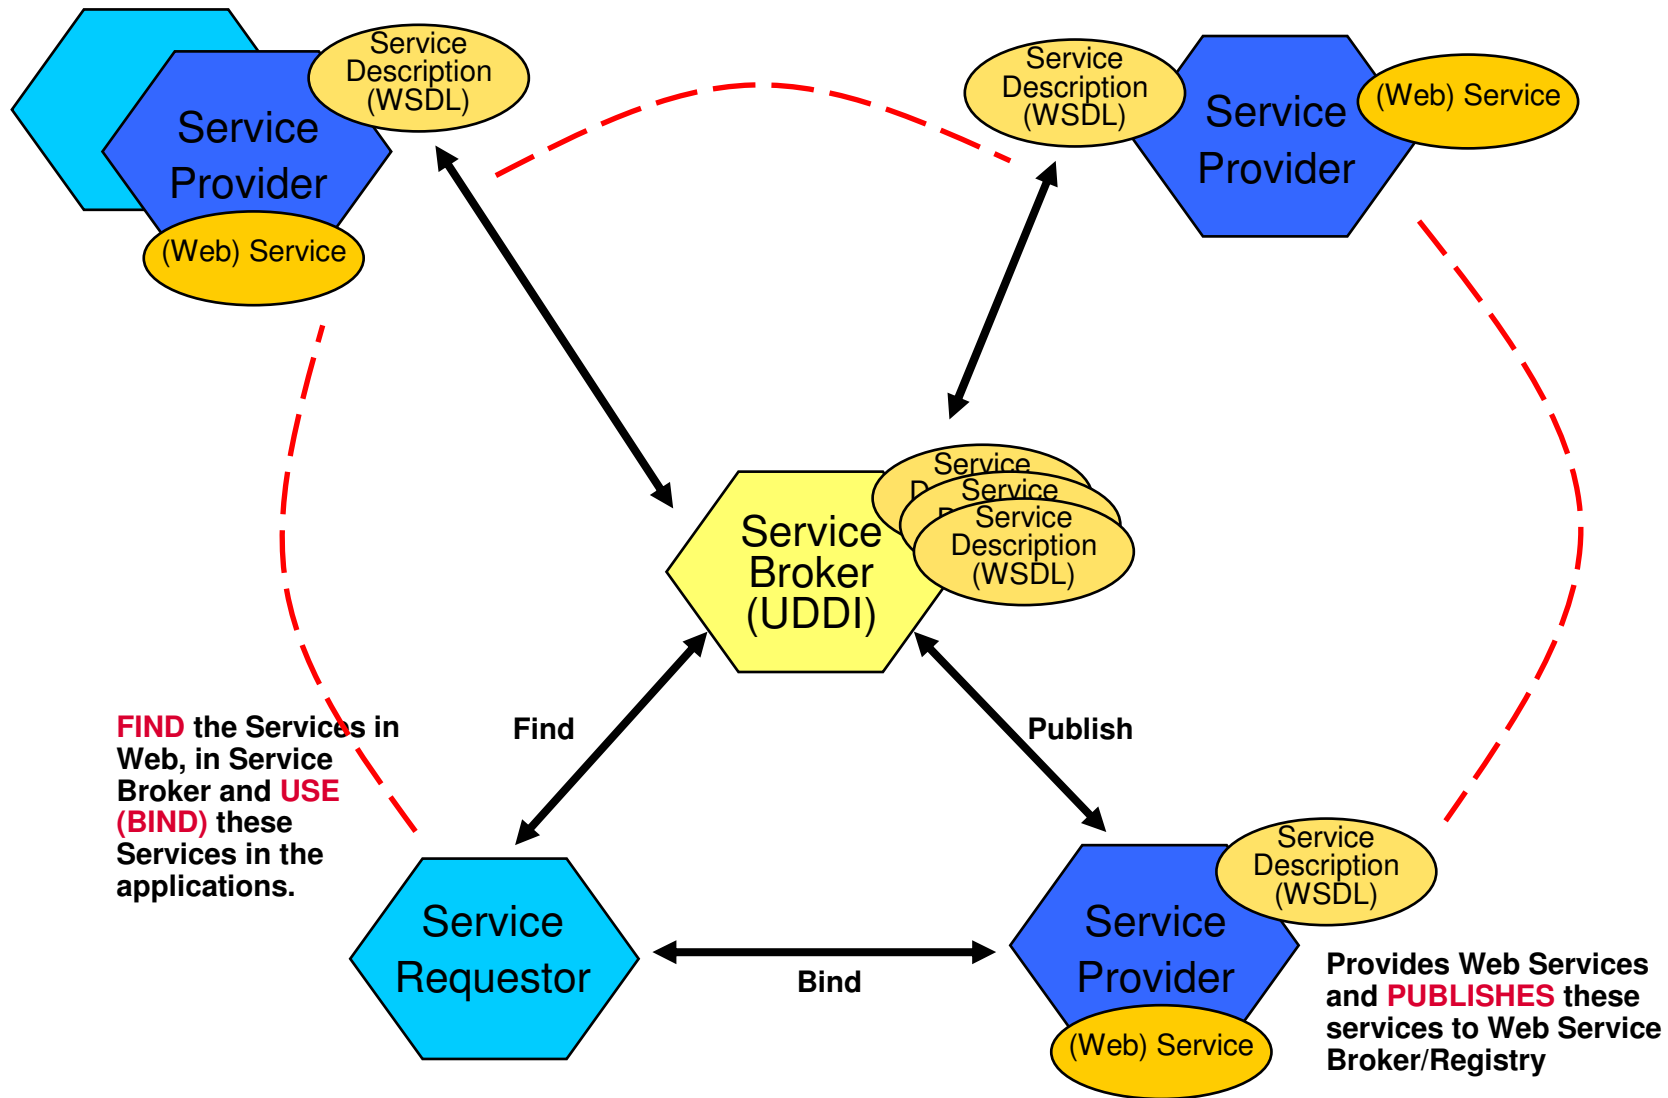 Service
Description
(WSDL)
Service
Provider
(Web) Service
Service
Description
(WSDL)
Service
Provider
(Web) Service
Service
Service
Service
Description
(WSDL)
Service
Broker
(UDDI)
FIND the Services in
Web, in Service
Broker and USE
(BIND) these
Services in the
applications.
Find
Publish
Service
Requestor
Bind
Service
Description
(WSDL)
Service
Provider
(Web) Service
Provides Web Services
and PUBLISHES these
services to Web Service
Broker/Registry